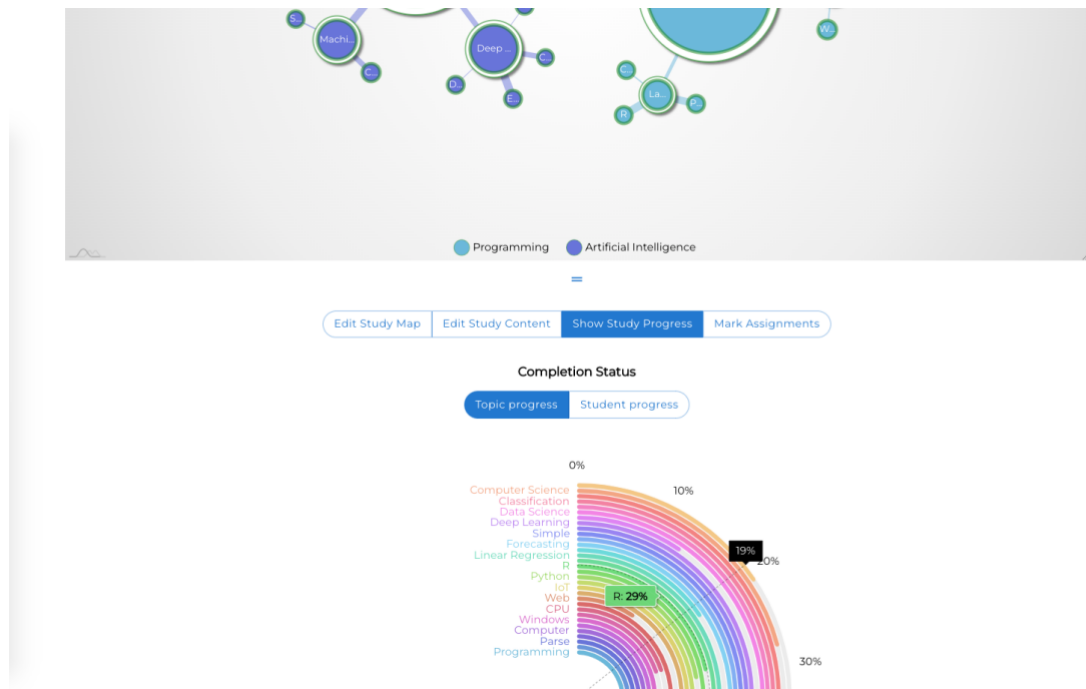 S...
Machi...
Deep ...
C...
C...
D...
E...
W...
C...
La...
P...
R
Programming
Artificial Intelligence
=
Edit Study Map
Edit Study Content
Show Study Progress
Mark Assignments
Completion Status
Topic progress
Student progress
0%
10%
20%
30%
19%
Computer Science
Classification
Data Science
Deep Learning
Simple
Forecasting
Linear Regression
R
Python
IoT
Web
CPU
Windows
Computer
Parse
Programming
R: 29%